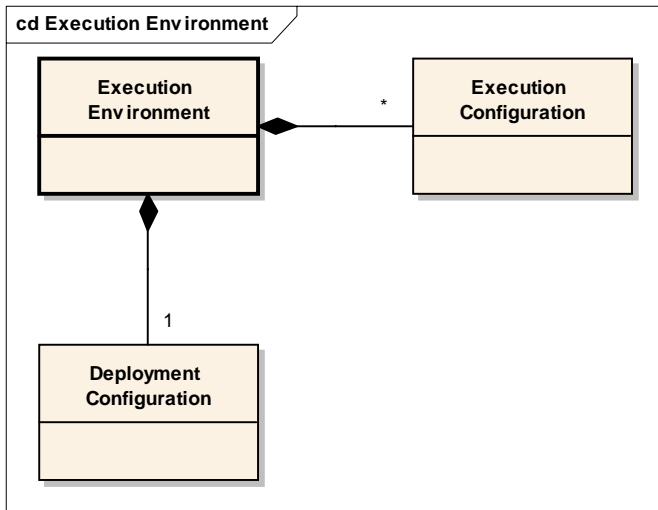 cd Execution Environment
Execution
Environment
*
Execution
Configuration
1
Deployment
Configuration